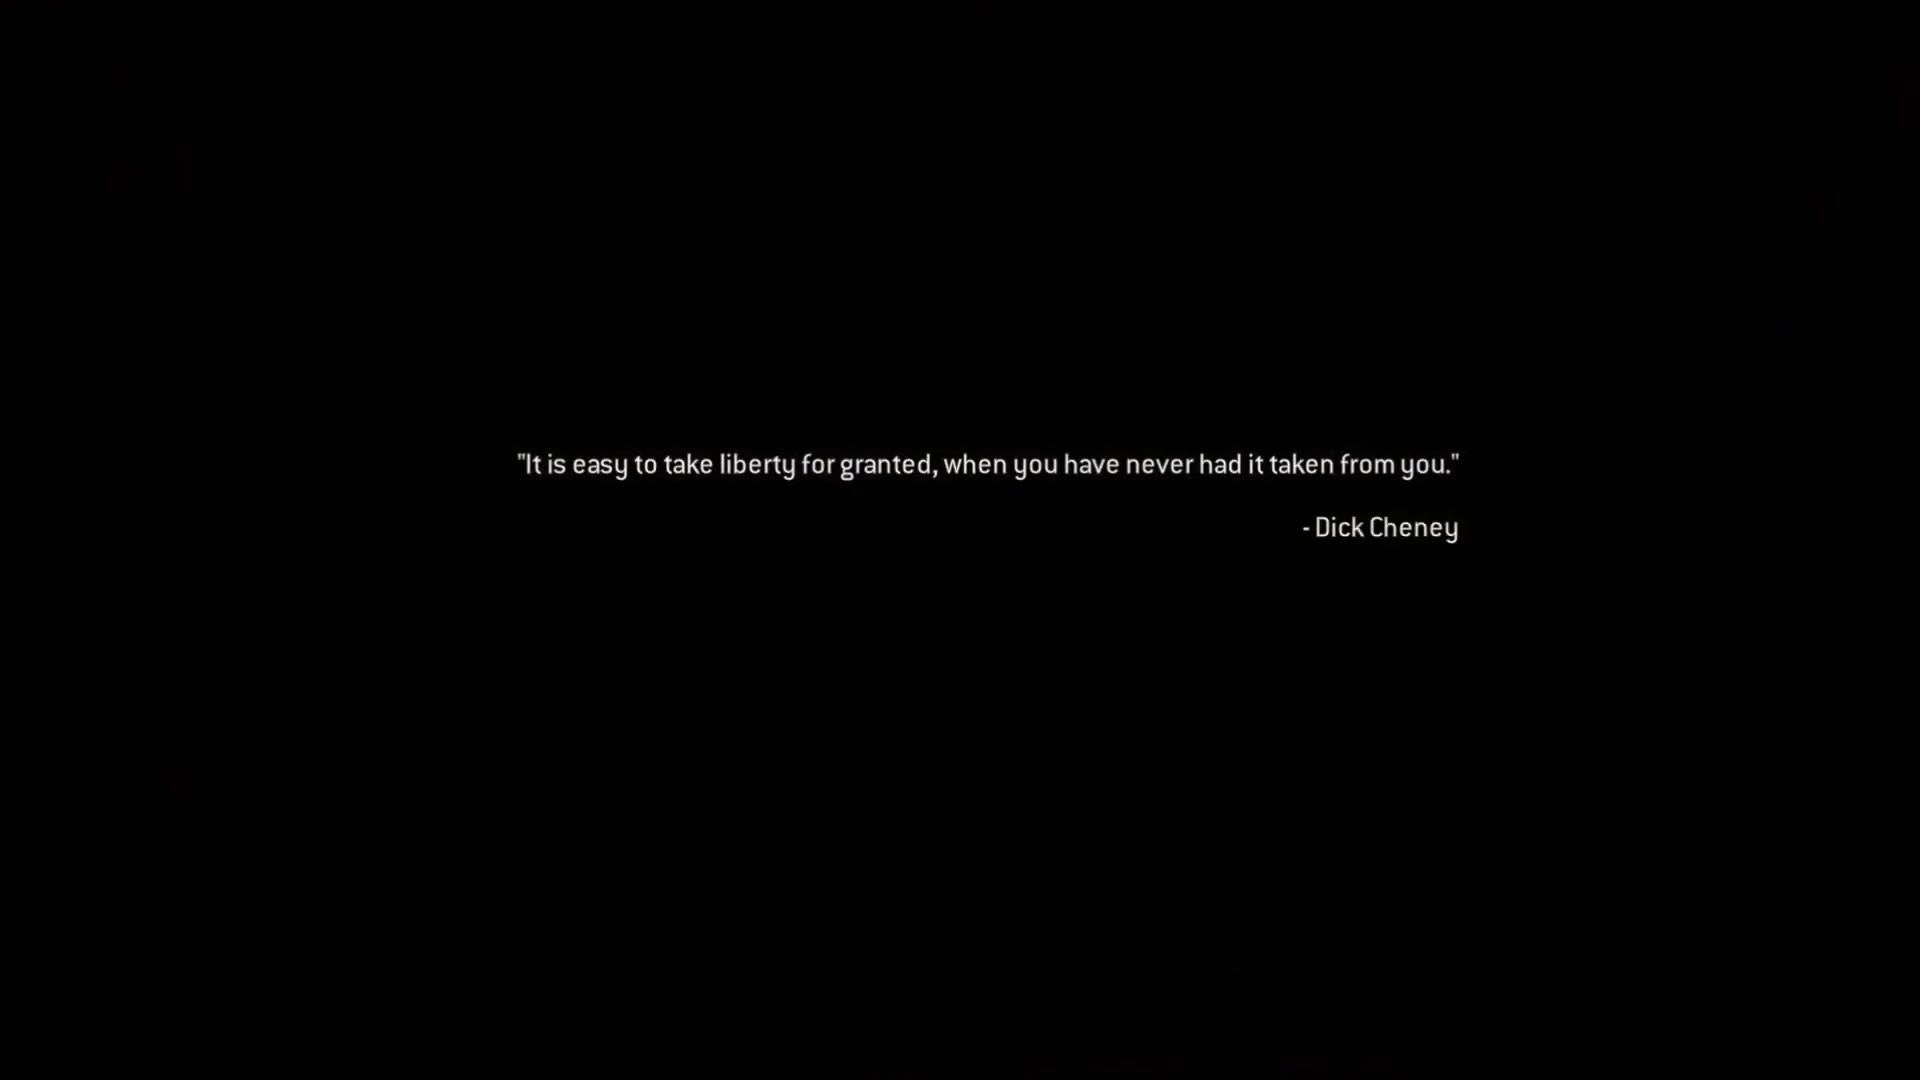 "It is easy to take liberty for granted, when you have never had it taken from you."
- Dick Cheney